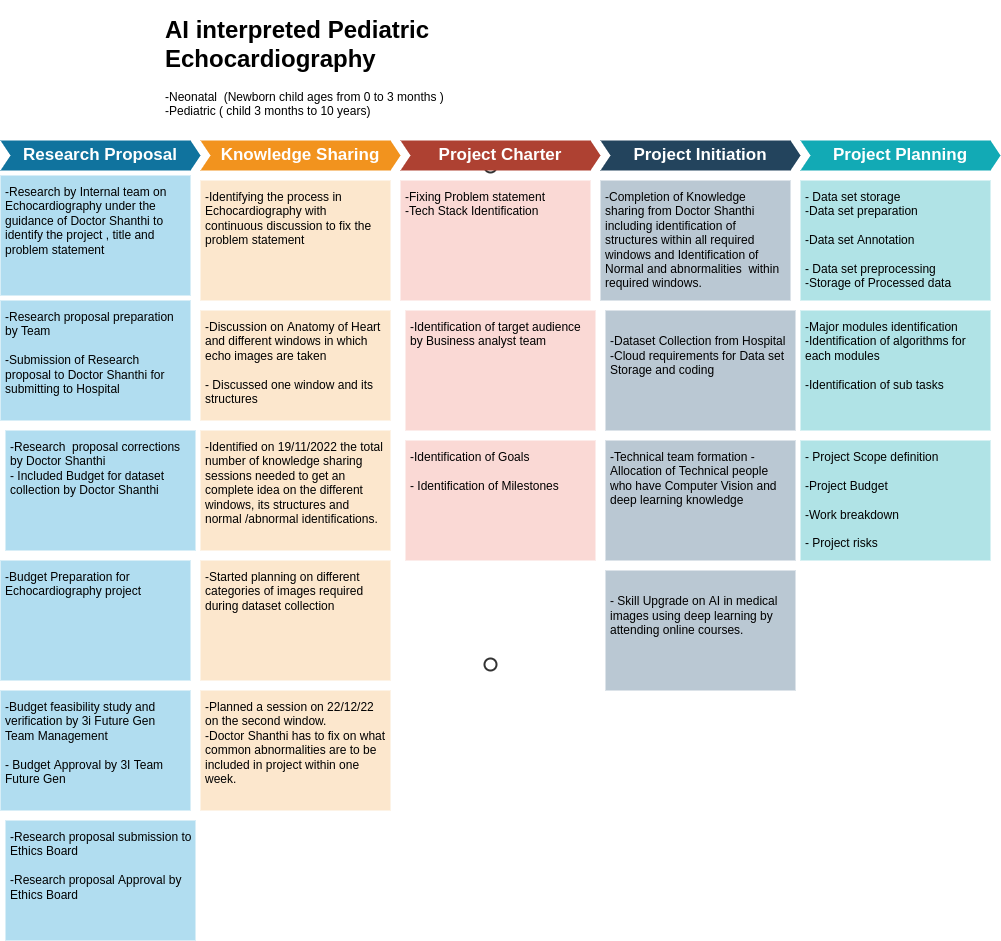 AI interpreted Pediatric
Echocardiography
-Neonatal  (Newborn child ages from 0 to 3 months )
-Pediatric ( child 3 months to 10 years)
Research Proposal
Knowledge Sharing
Project Charter
Project Initiation
Project Planning
-Research by Internal team on
Echocardiography under the
guidance of Doctor Shanthi to
identify the project , title and
problem statement
-Research proposal preparation
by Team
-Submission of Research
proposal to Doctor Shanthi for
submitting to Hospital
-Research  proposal corrections
by Doctor Shanthi
- Included Budget for dataset
collection by Doctor Shanthi
-Budget Preparation for
Echocardiography project
-Budget feasibility study and
verification by 3i Future Gen
Team Management
- Budget Approval by 3I Team
Future Gen
-Research proposal submission to
Ethics Board
-Research proposal Approval by
Ethics Board
-Identifying the process in
Echocardiography with
continuous discussion to fix the
problem statement
-Discussion on Anatomy of Heart
and different windows in which
echo images are taken
- Discussed one window and its
structures
-Identified on 19/11/2022 the total
number of knowledge sharing
sessions needed to get an
complete idea on the different
windows, its structures and
normal /abnormal identifications.
-Started planning on different
categories of images required
during dataset collection
-Planned a session on 22/12/22
on the second window.
-Doctor Shanthi has to fix on what
common abnormalities are to be
included in project within one
week.
-Fixing Problem statement
-Tech Stack Identification
-Identification of target audience
by Business analyst team
-Identification of Goals
- Identification of Milestones
-Completion of Knowledge
sharing from Doctor Shanthi
including identification of
structures within all required
windows and Identification of
Normal and abnormalities  within
required windows.
-Dataset Collection from Hospital
-Cloud requirements for Data set
Storage and coding
-Technical team formation -
Allocation of Technical people
who have Computer Vision and
deep learning knowledge
- Skill Upgrade on AI in medical
images using deep learning by
attending online courses.
- Data set storage
-Data set preparation
-Data set Annotation
- Data set preprocessing
-Storage of Processed data
-Major modules identification
-Identification of algorithms for
each modules
-Identification of sub tasks
- Project Scope definition
-Project Budget
-Work breakdown
- Project risks